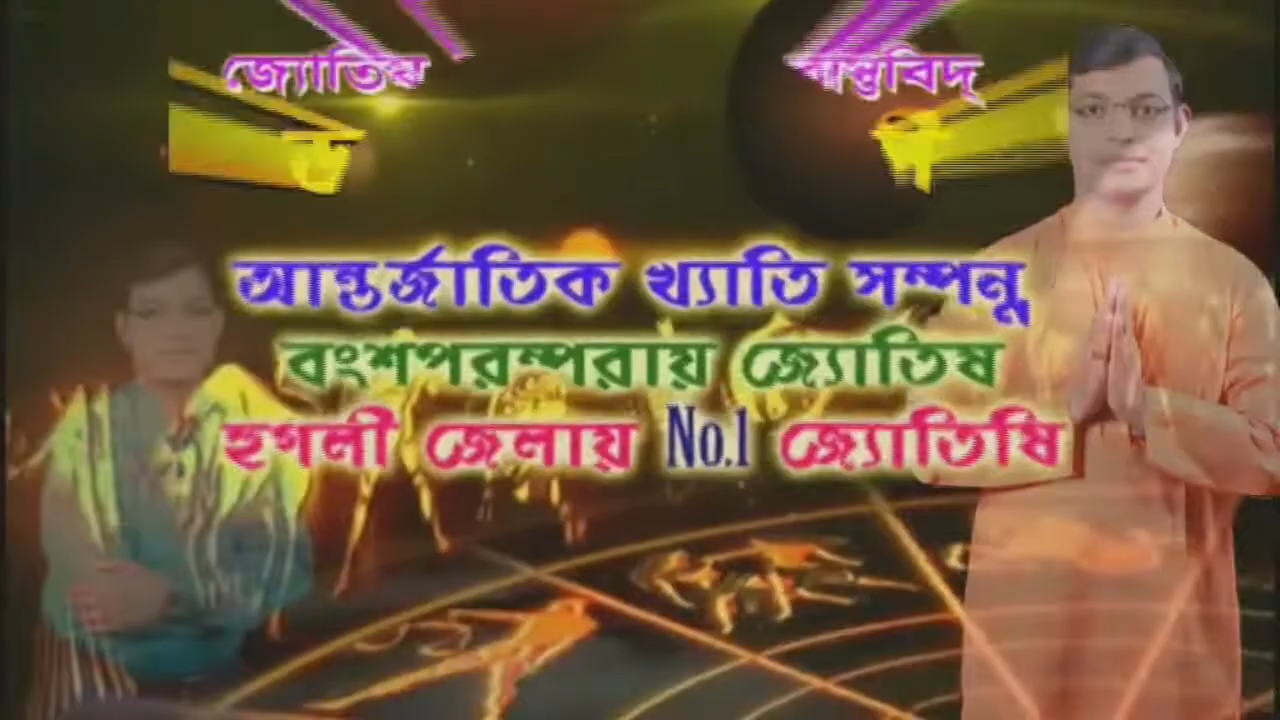 জ্যোতিষ বাস্তুবিদ্
আন্তর্জাতিক খ্যাতি সম্পন্ন
বংশপরম্পরায় জ্যোতিষ
হুগলী জেলায় No.1 জ্যোতিষি